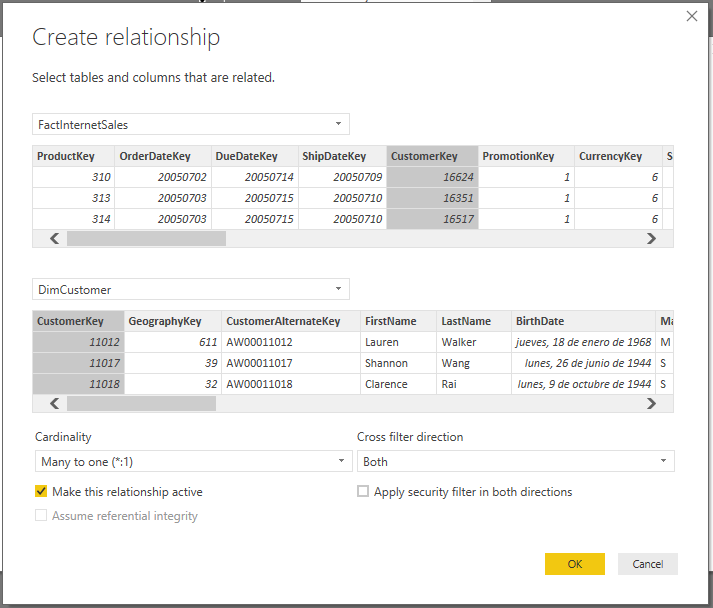 Create relationship
Select tables and columns that are related.
FactInternetSales
ProductKey OrderDateKey DueDateKey ShipDateKey CustomerKey PromotionKey CurrencyKey S
310 20050702 20050714 20050709 16624 1 6
313 20050703 20050715 20050710 16351 1 6
314 20050703 20050715 20050710 16517 1 6
DimCustomer
CustomerKey GeographyKey CustomerAlternateKey FirstName LastName BirthDate Ma
11012 611 AW00011012 Lauren Walker jueves, 18 de enero de 1968 M
11017 39 AW00011017 Shannon Wang lunes, 26 de junio de 1944 S
11018 32 AW00011018 Clarence Rai lunes, 9 de octubre de 1944 S
Cardinality Cross filter direction
Many to one (*:1) Both
Make this relationship active Apply security filter in both directions
Assume referential integrity
OK Cancel